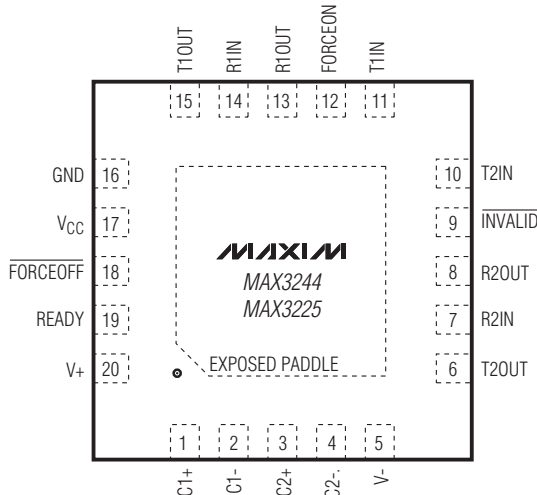 T1OUT
R1IN
R1OUT
FORCEON
T1IN
15 14 13 12 11
GND 16
VCC 17
FORCEOFF 18
READY 19
V+ 20
10 T2IN
9 INVALID
8 R2OUT
7 R2IN
6 T2OUT
MAXIM
MAX3244
MAX3225
EXPOSED PADDLE
1 2 3 4 5
C1+
C1-
C2+
C2-.
V-